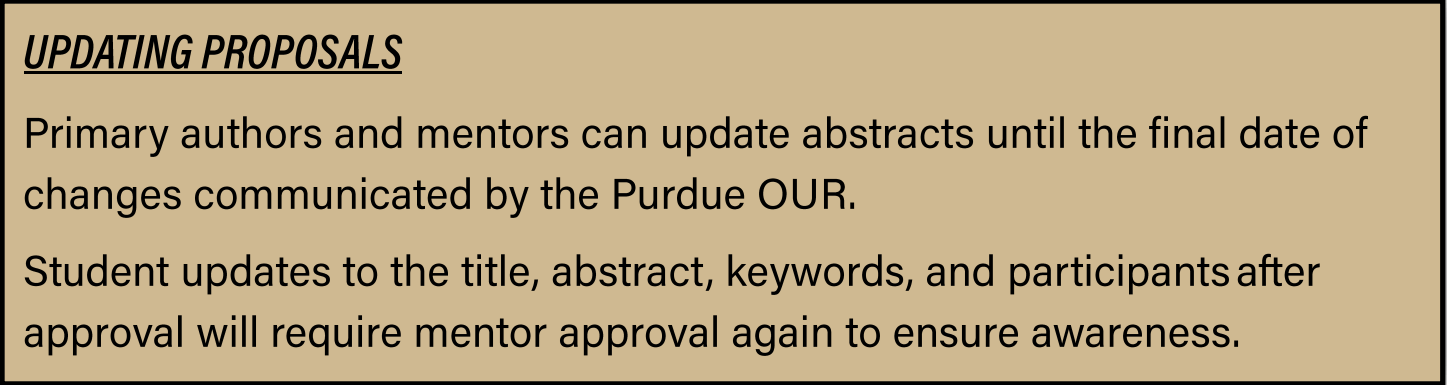 UPDATING PROPOSALS
Primary authors and mentors can update abstracts until the final date of
changes communicated by the Purdue OUR.
Student updates to the title, abstract, keywords, and participants after
approval will require mentor approval again to ensure awareness.